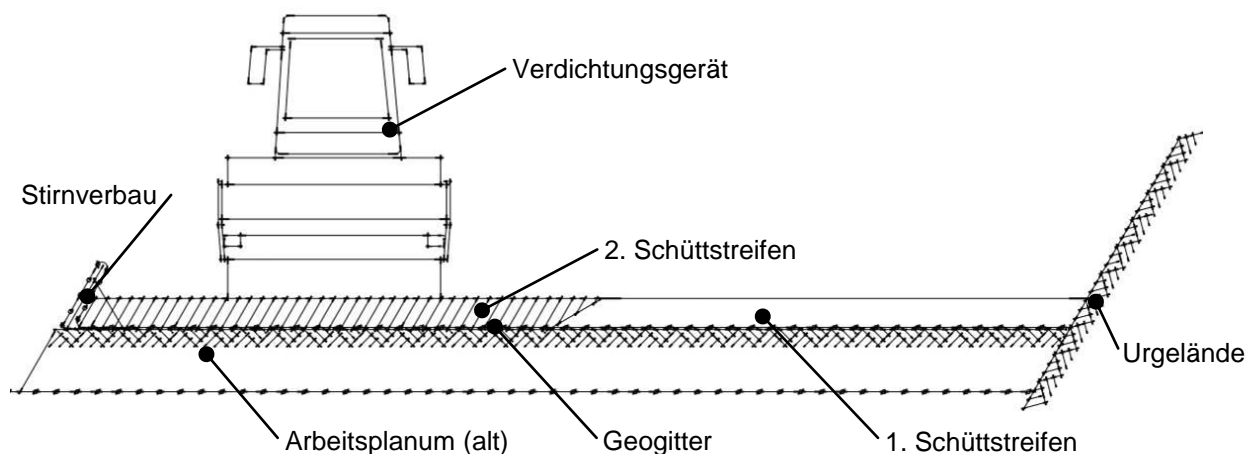 Verdichtungsgerät
Stirnverbau
2. Schüttstreifen
Urgelände
Arbeitsplanum (alt)
Geogitter
1. Schüttstreifen